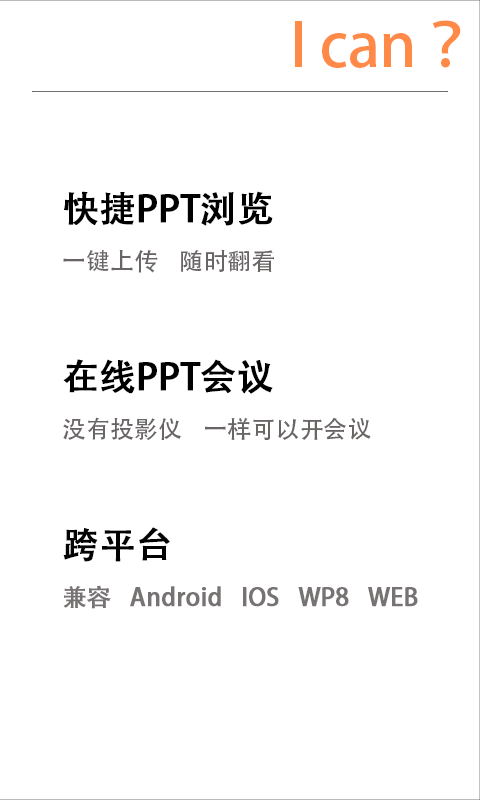 I can ?
快捷PPT浏览
一键上传 随时翻看
在线PPT会议
没有投影仪 一样可以开会议
跨平台
兼容 Android IOS WP8 WEB